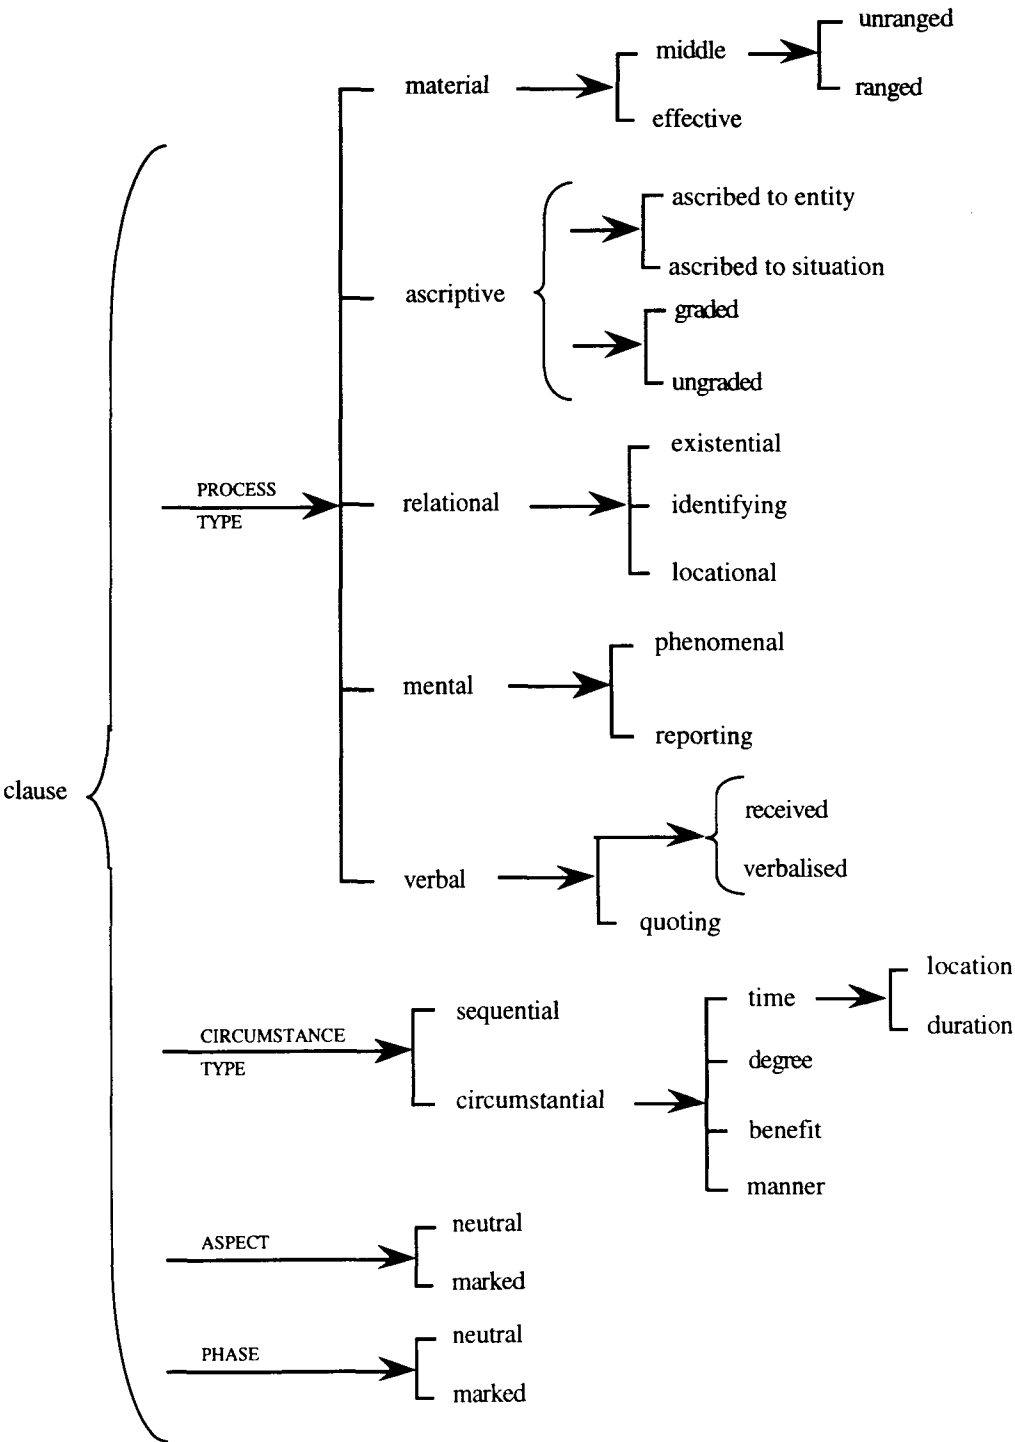 unranged
middle
ranged
material
effective
ascribed to entity
ascribed to situation
ascriptive
graded
ungraded
existential
PROCESS
TYPE
relational
identifying
locational
phenomenal
mental
reporting
clause
received
verbalised
verbal
quoting
location
time
duration
sequential
CIRCUMSTANCE
TYPE
degree
circumstantial
benefit
manner
neutral
ASPECT
marked
neutral
PHASE
marked